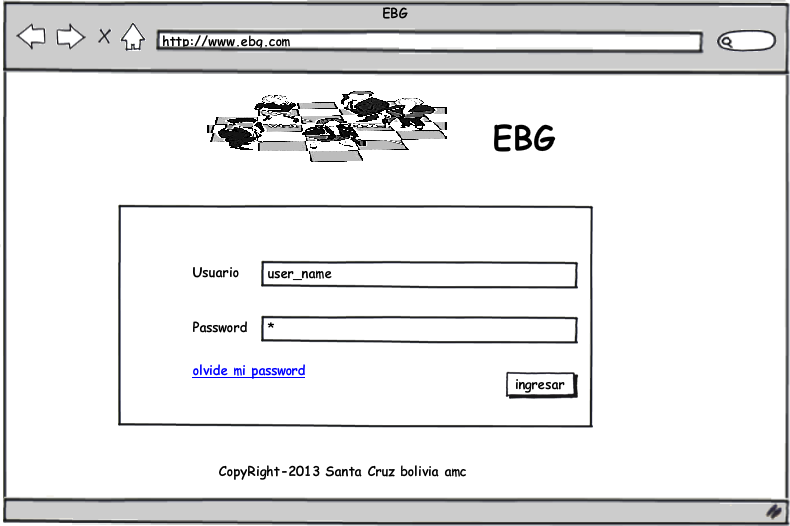 EBG
http://www.ebg.com
EBG
Usuario user_name
Password *
olvide mi password
ingresar
CopyRight-2013 Santa Cruz bolivia amc